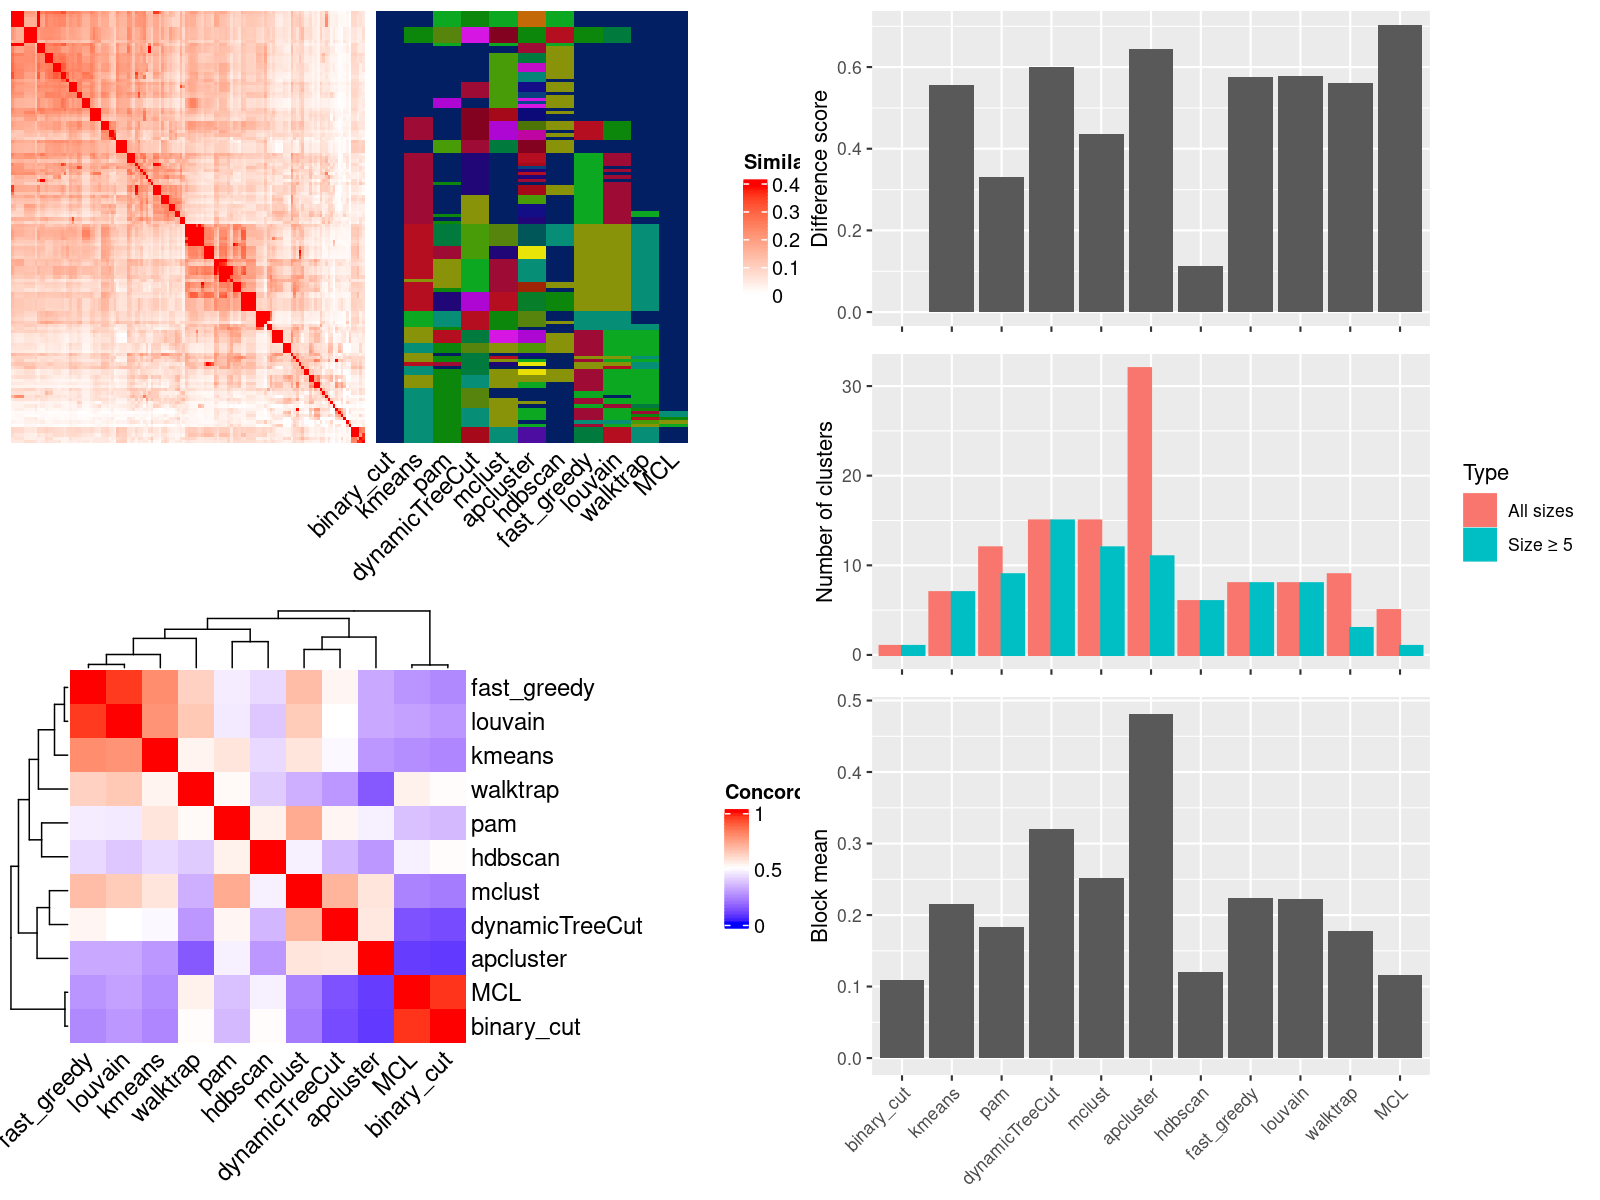 Simila
0.4
0.3
0.2
0.1
0
binary_cut
kmeans
pam
dynamicTreeCut
mclust
apcluster
hdbscan
fast_greedy
louvain
walktrap
MCL
fast_greedy
louvain
kmeans
walktrap
pam
hdbscan
mclust
dynamicTreeCut
apcluster
MCL
binary_cut
fast_greedy
louvain
kmeans
walktrap
pam
hdbscan
mclust
dynamicTreeCut
apcluster
MCL
binary_cut
Concord
1
0.5
0
Difference score
0.6
0.4
0.2
0.0
Number of clusters
30
20
10
0
Type
All sizes
Size ≥ 5
Block mean
0.5
0.4
0.3
0.2
0.1
0.0
binary_cut
kmeans
pam
dynamicTreeCut
mclust
apcluster
hdbscan
fast_greedy
louvain
walktrap
MCL